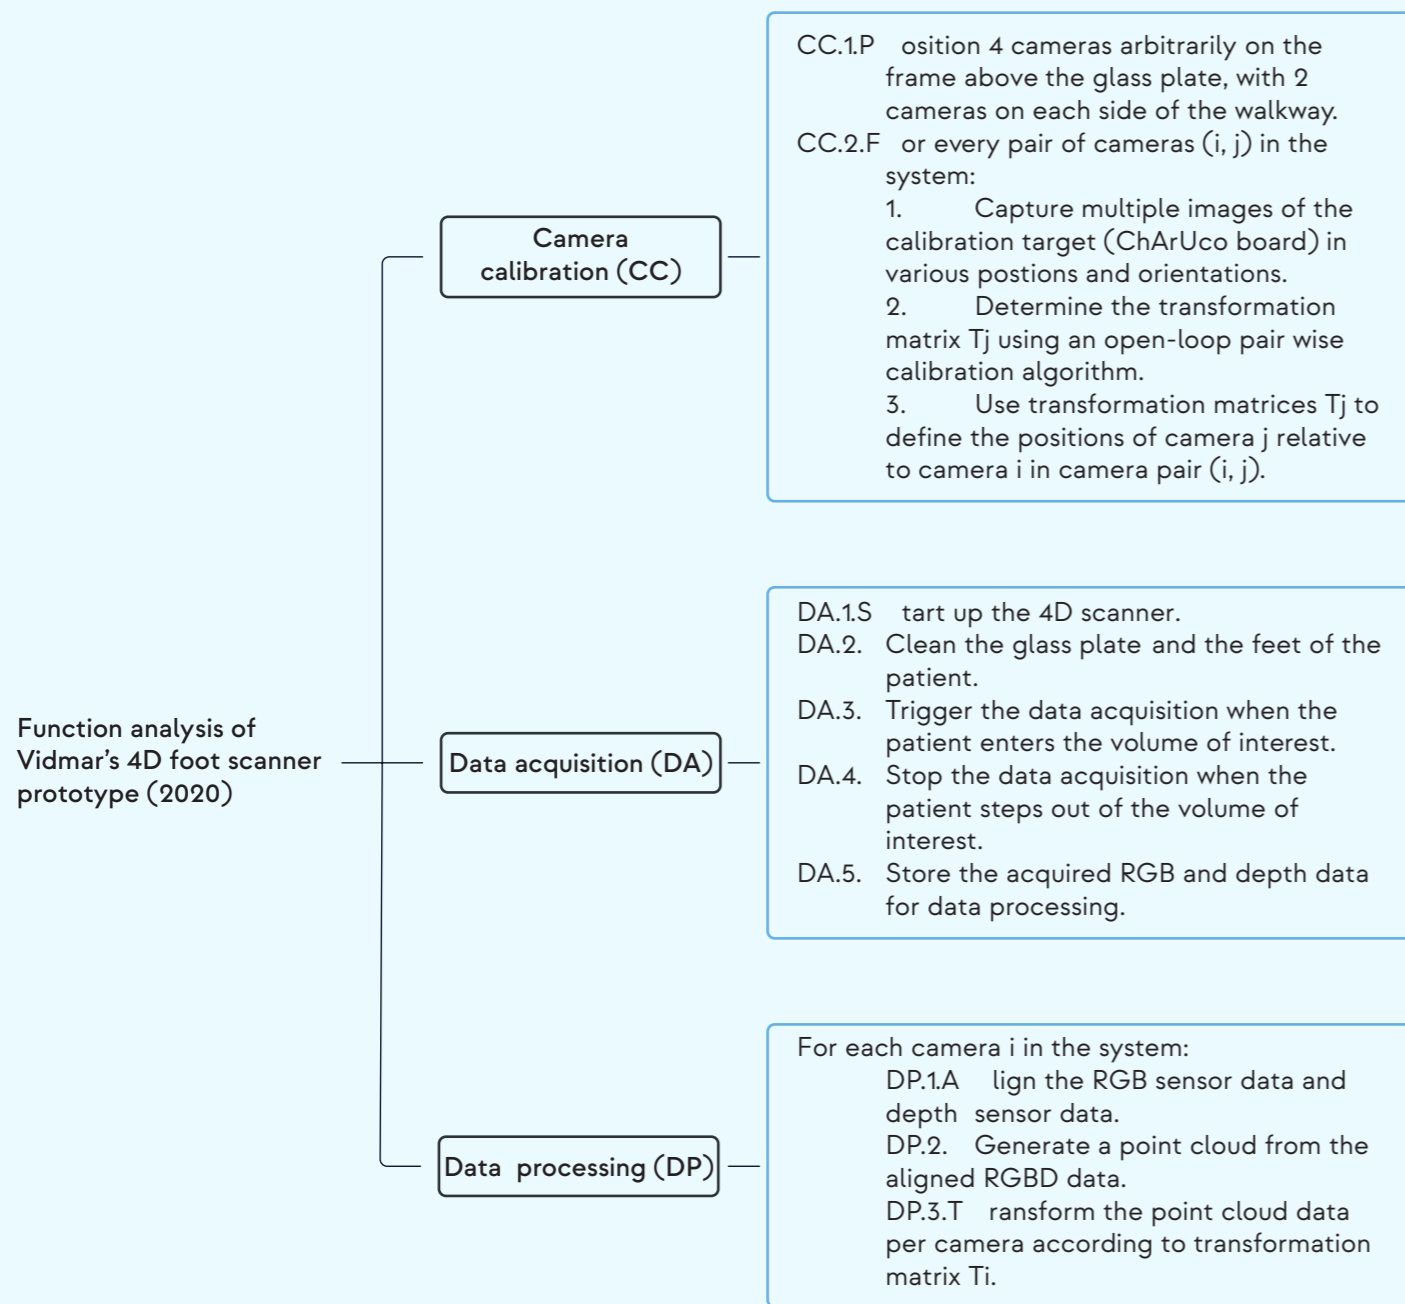 Function analysis of
Vidmar's 4D foot scanner
prototype (2020)
Camera
calibration (CC)
CC.1.P osition 4 cameras arbitrarily on the
frame above the glass plate, with 2
cameras on each side of the walkway.
CC.2.F or every pair of cameras (i, j) in the
system:
1. Capture multiple images of the
calibration target (ChArUco board) in
various postions and orientations.
2. Determine the transformation
matrix Tj using an open-loop pair wise
calibration algorithm.
3. Use transformation matrices Tj to
define the positions of camera j relative
to camera i in camera pair (i, j).
Data acquisition (DA)
DA.1.S tart up the 4D scanner.
DA.2. Clean the glass plate and the feet of the
patient.
DA.3. Trigger the data acquisition when the
patient enters the volume of interest.
DA.4. Stop the data acquisition when the
patient steps out of the volume of
interest.
DA.5. Store the acquired RGB and depth data
for data processing.
Data processing (DP)
For each camera i in the system:
DP.1.A lign the RGB sensor data and
depth sensor data.
DP.2. Generate a point cloud from the
aligned RGBD data.
DP.3.T ransform the point cloud data
per camera according to transformation
matrix Ti.